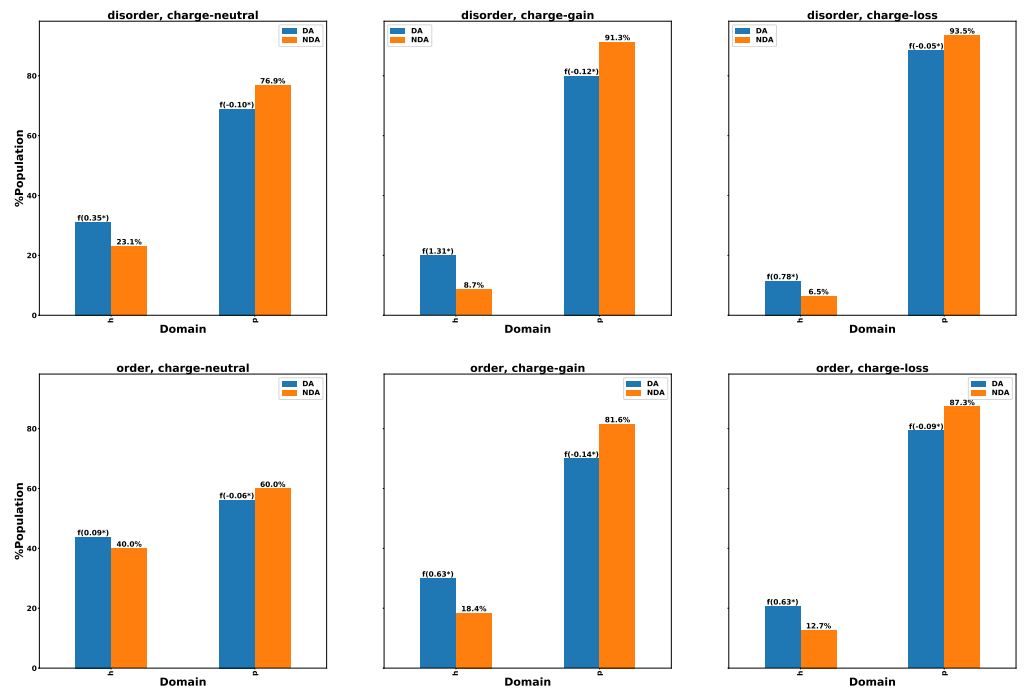 disorder, charge-neutral
DA
NDA
%Population
80
60
40
20
0
f(0.35*)
23.1%
f(-0.10*)
76.9%
h
p
Domain
disorder, charge-gain
DA
NDA
f(1.31*)
8.7%
f(-0.12*)
91.3%
h
p
Domain
disorder, charge-loss
DA
NDA
f(0.78*)
6.5%
f(-0.05*)
93.5%
h
p
Domain
order, charge-neutral
DA
NDA
%Population
80
60
40
20
0
f(0.09*)
40.0%
f(-0.06*)
60.0%
h
p
Domain
order, charge-gain
DA
NDA
f(0.63*)
18.4%
f(-0.14*)
81.6%
h
p
Domain
order, charge-loss
DA
NDA
f(0.63*)
12.7%
f(-0.09*)
87.3%
h
p
Domain